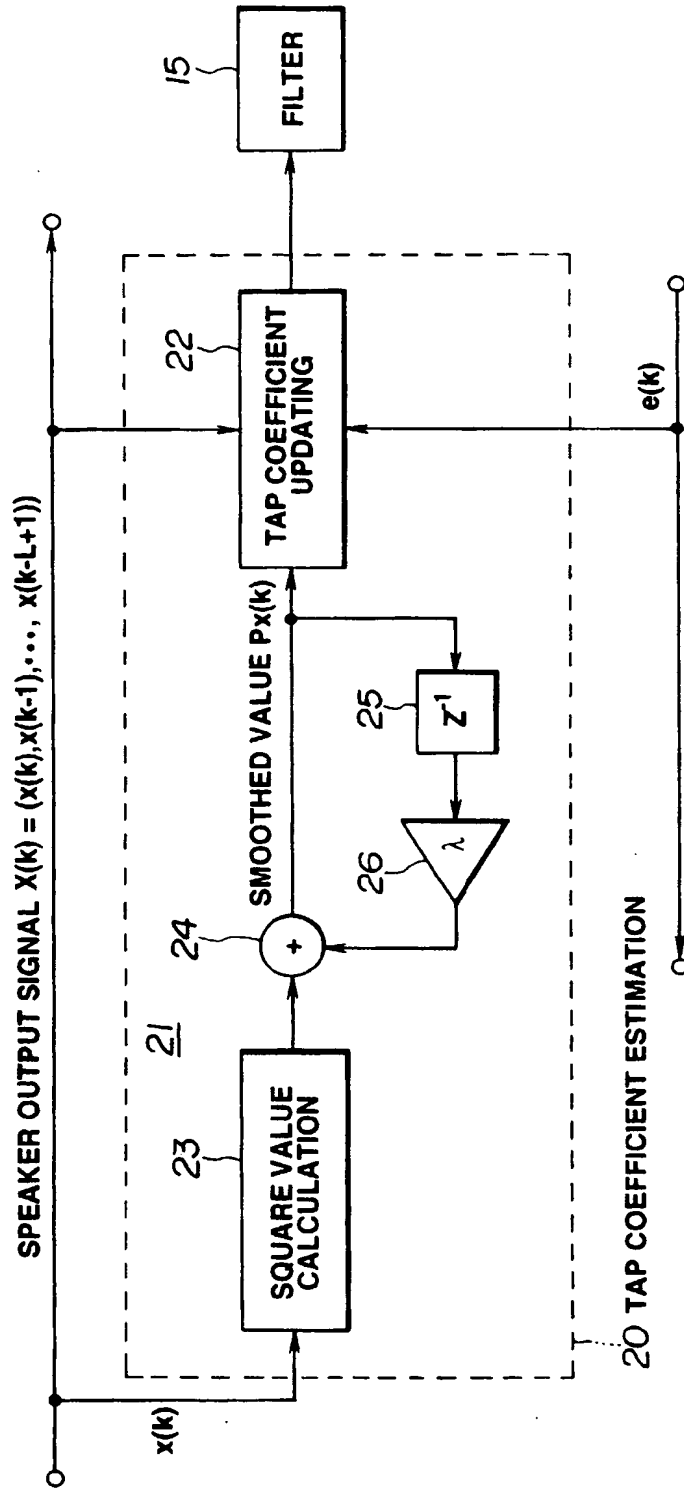 SPEAKER OUTPUT SIGNAL X(k) = (x(k),x(k-1),•••, x(k-L+1))
x(k)
21
23
SQUARE VALUE
CALCULATION
24
+
SMOOTHED VALUE Px(k)
25
Z⁻¹
26
λ
22
TAP COEFFICIENT
UPDATING
15
FILTER
e(k)
20 TAP COEFFICIENT ESTIMATION